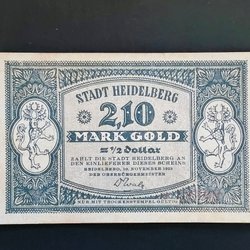 STADT HEIDELBERG
2,10
MARK GOLD
= ½ Dollar
ZAHLT DIE STADT HEIDELBERG AN
DEN EINLIEFERER DIESES SCHEINS
HEIDELBERG, NOVEMBER 1923
DER OBERBÜRGERMEISTER
NUR MIT TROCKENSTEMPEL GÜLTIG